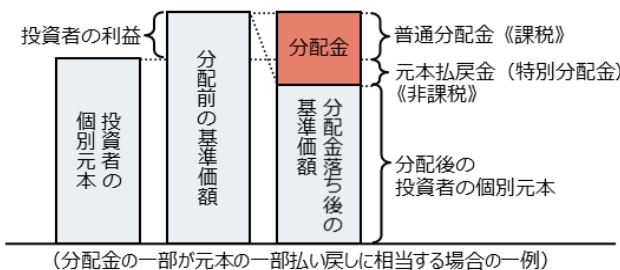 投資者の利益
分配金
普通分配金《課税》
元本払戻金（特別分配金）
《非課税》
投資者の
個別元本
分配前の基準価額
分配金落ち後の
基準価額
分配後の
投資者の個別元本
（分配金の一部が元本の一部払い戻しに相当する場合の一例）